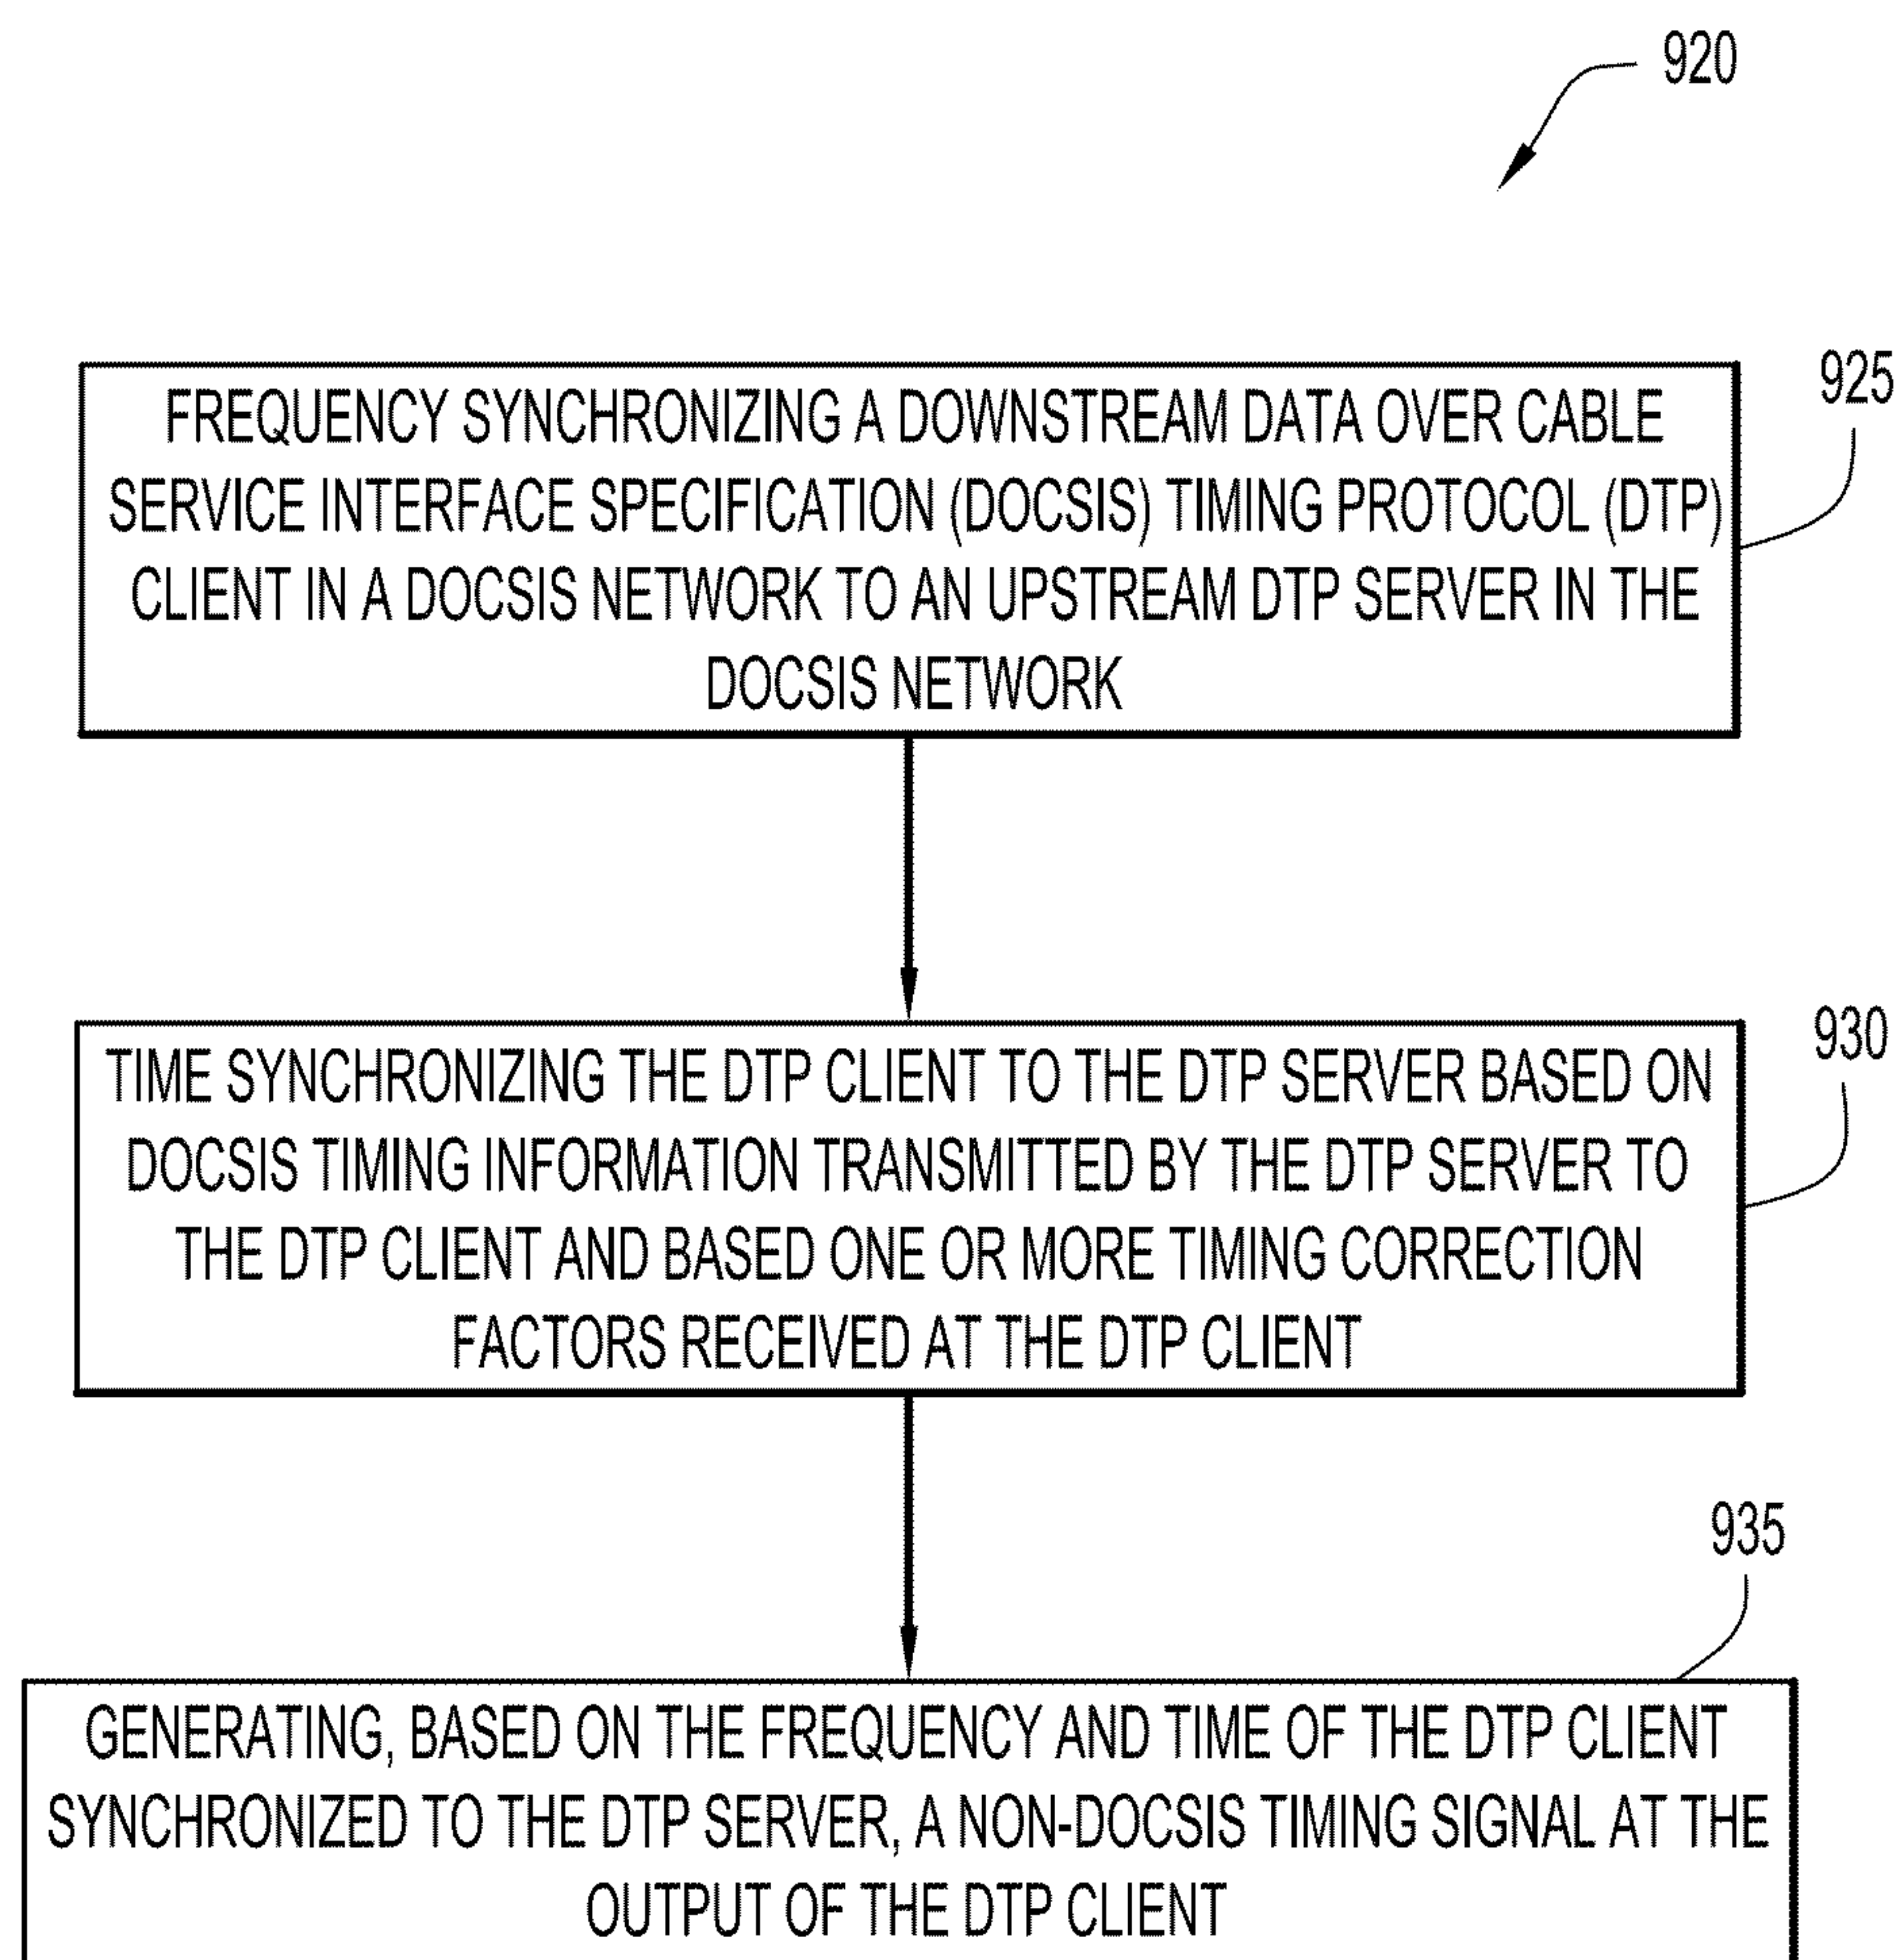 920
925
FREQUENCY SYNCHRONIZING A DOWNSTREAM DATA OVER CABLE
SERVICE INTERFACE SPECIFICATION (DOCSIS) TIMING PROTOCOL (DTP)
CLIENT IN A DOCSIS NETWORK TO AN UPSTREAM DTP SERVER IN THE
DOCSIS NETWORK
930
TIME SYNCHRONIZING THE DTP CLIENT TO THE DTP SERVER BASED ON
DOCSIS TIMING INFORMATION TRANSMITTED BY THE DTP SERVER TO
THE DTP CLIENT AND BASED ONE OR MORE TIMING CORRECTION
FACTORS RECEIVED AT THE DTP CLIENT
935
GENERATING, BASED ON THE FREQUENCY AND TIME OF THE DTP CLIENT
SYNCHRONIZED TO THE DTP SERVER, A NON-DOCSIS TIMING SIGNAL AT THE
OUTPUT OF THE DTP CLIENT